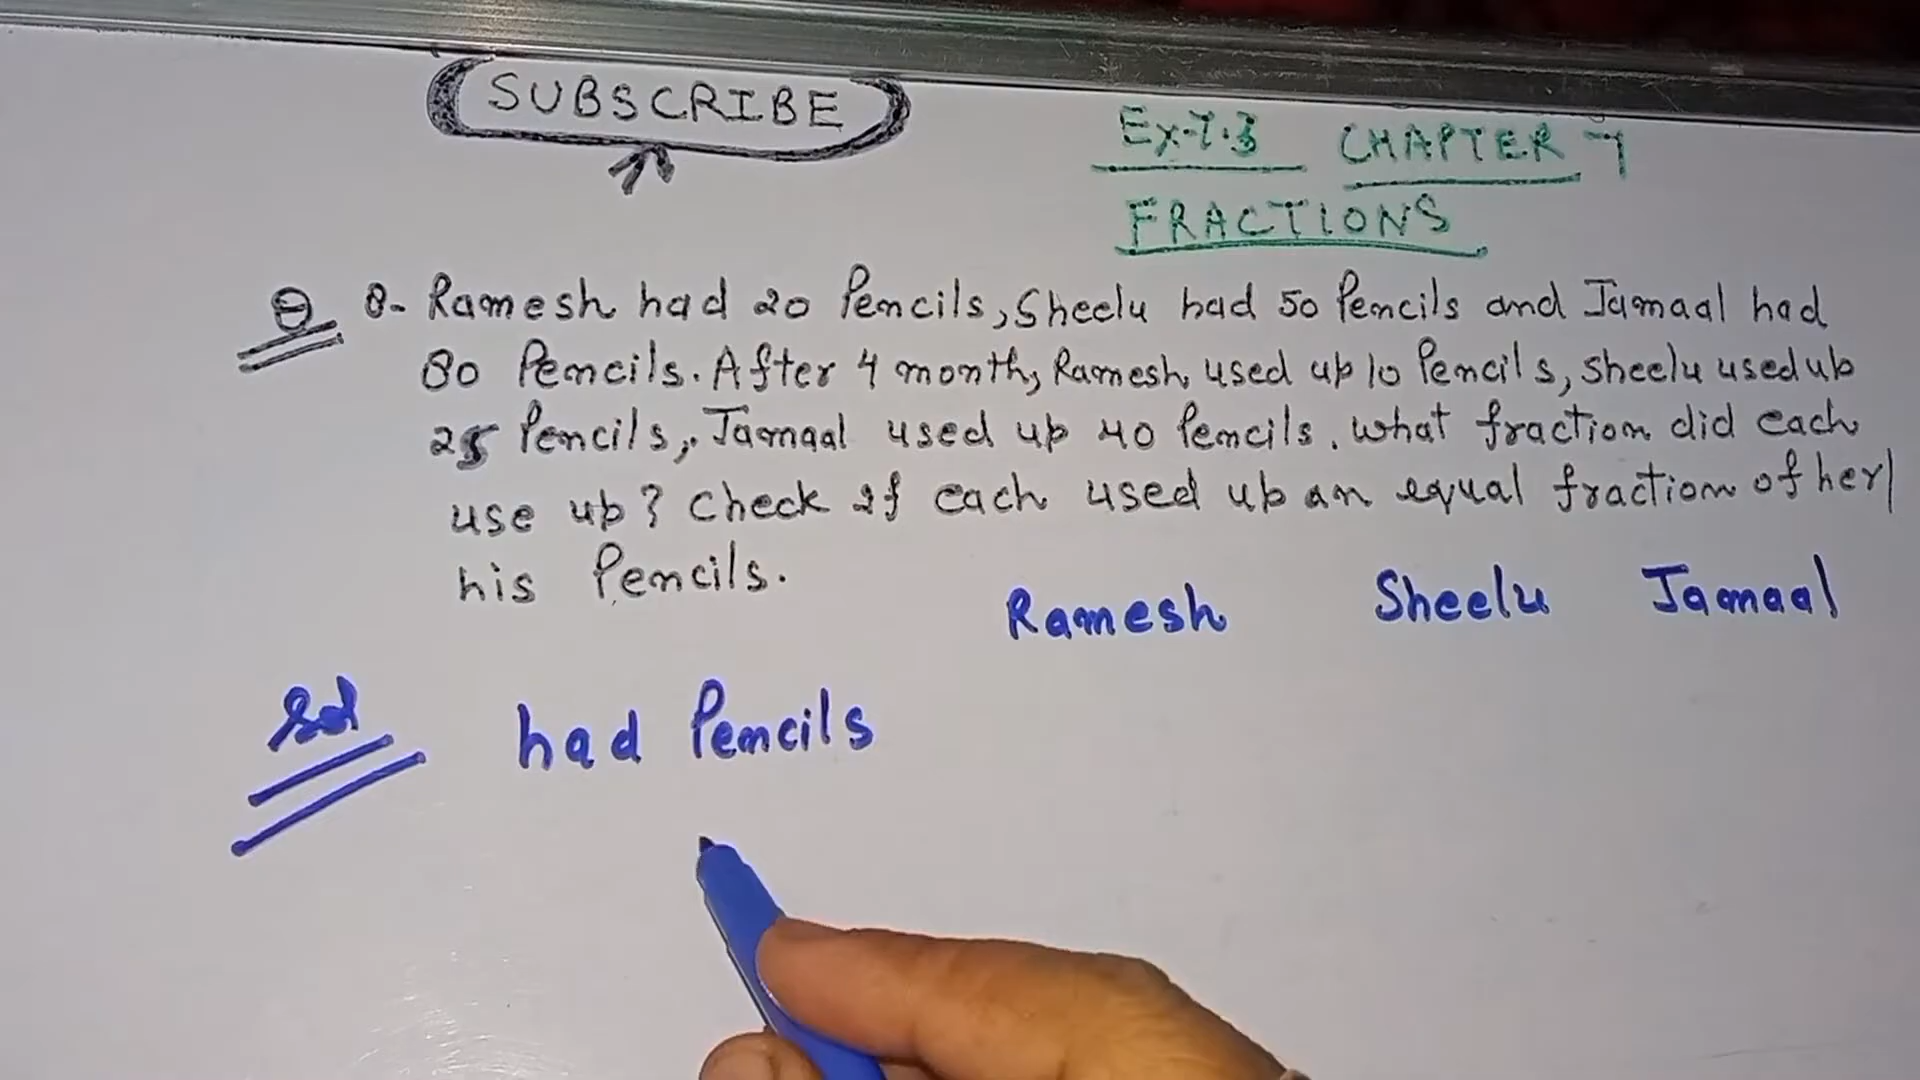 SUBSCRIBE
Ex-7.3 CHAPTER 7
FRACTIONS
Q 8- Ramesh had 20 Pencils, Sheelu had 50 Pencils and Jamaal had
80 Pencils. After 4 month, Ramesh used up 10 Pencils, Sheelu used up
25 Pencils, Jamaal used up 40 Pencils. What fraction did each
use up? Check If each used up an equal fraction of her/
his Pencils.
Ramesh Sheelu Jamaal
Sol had Pencils